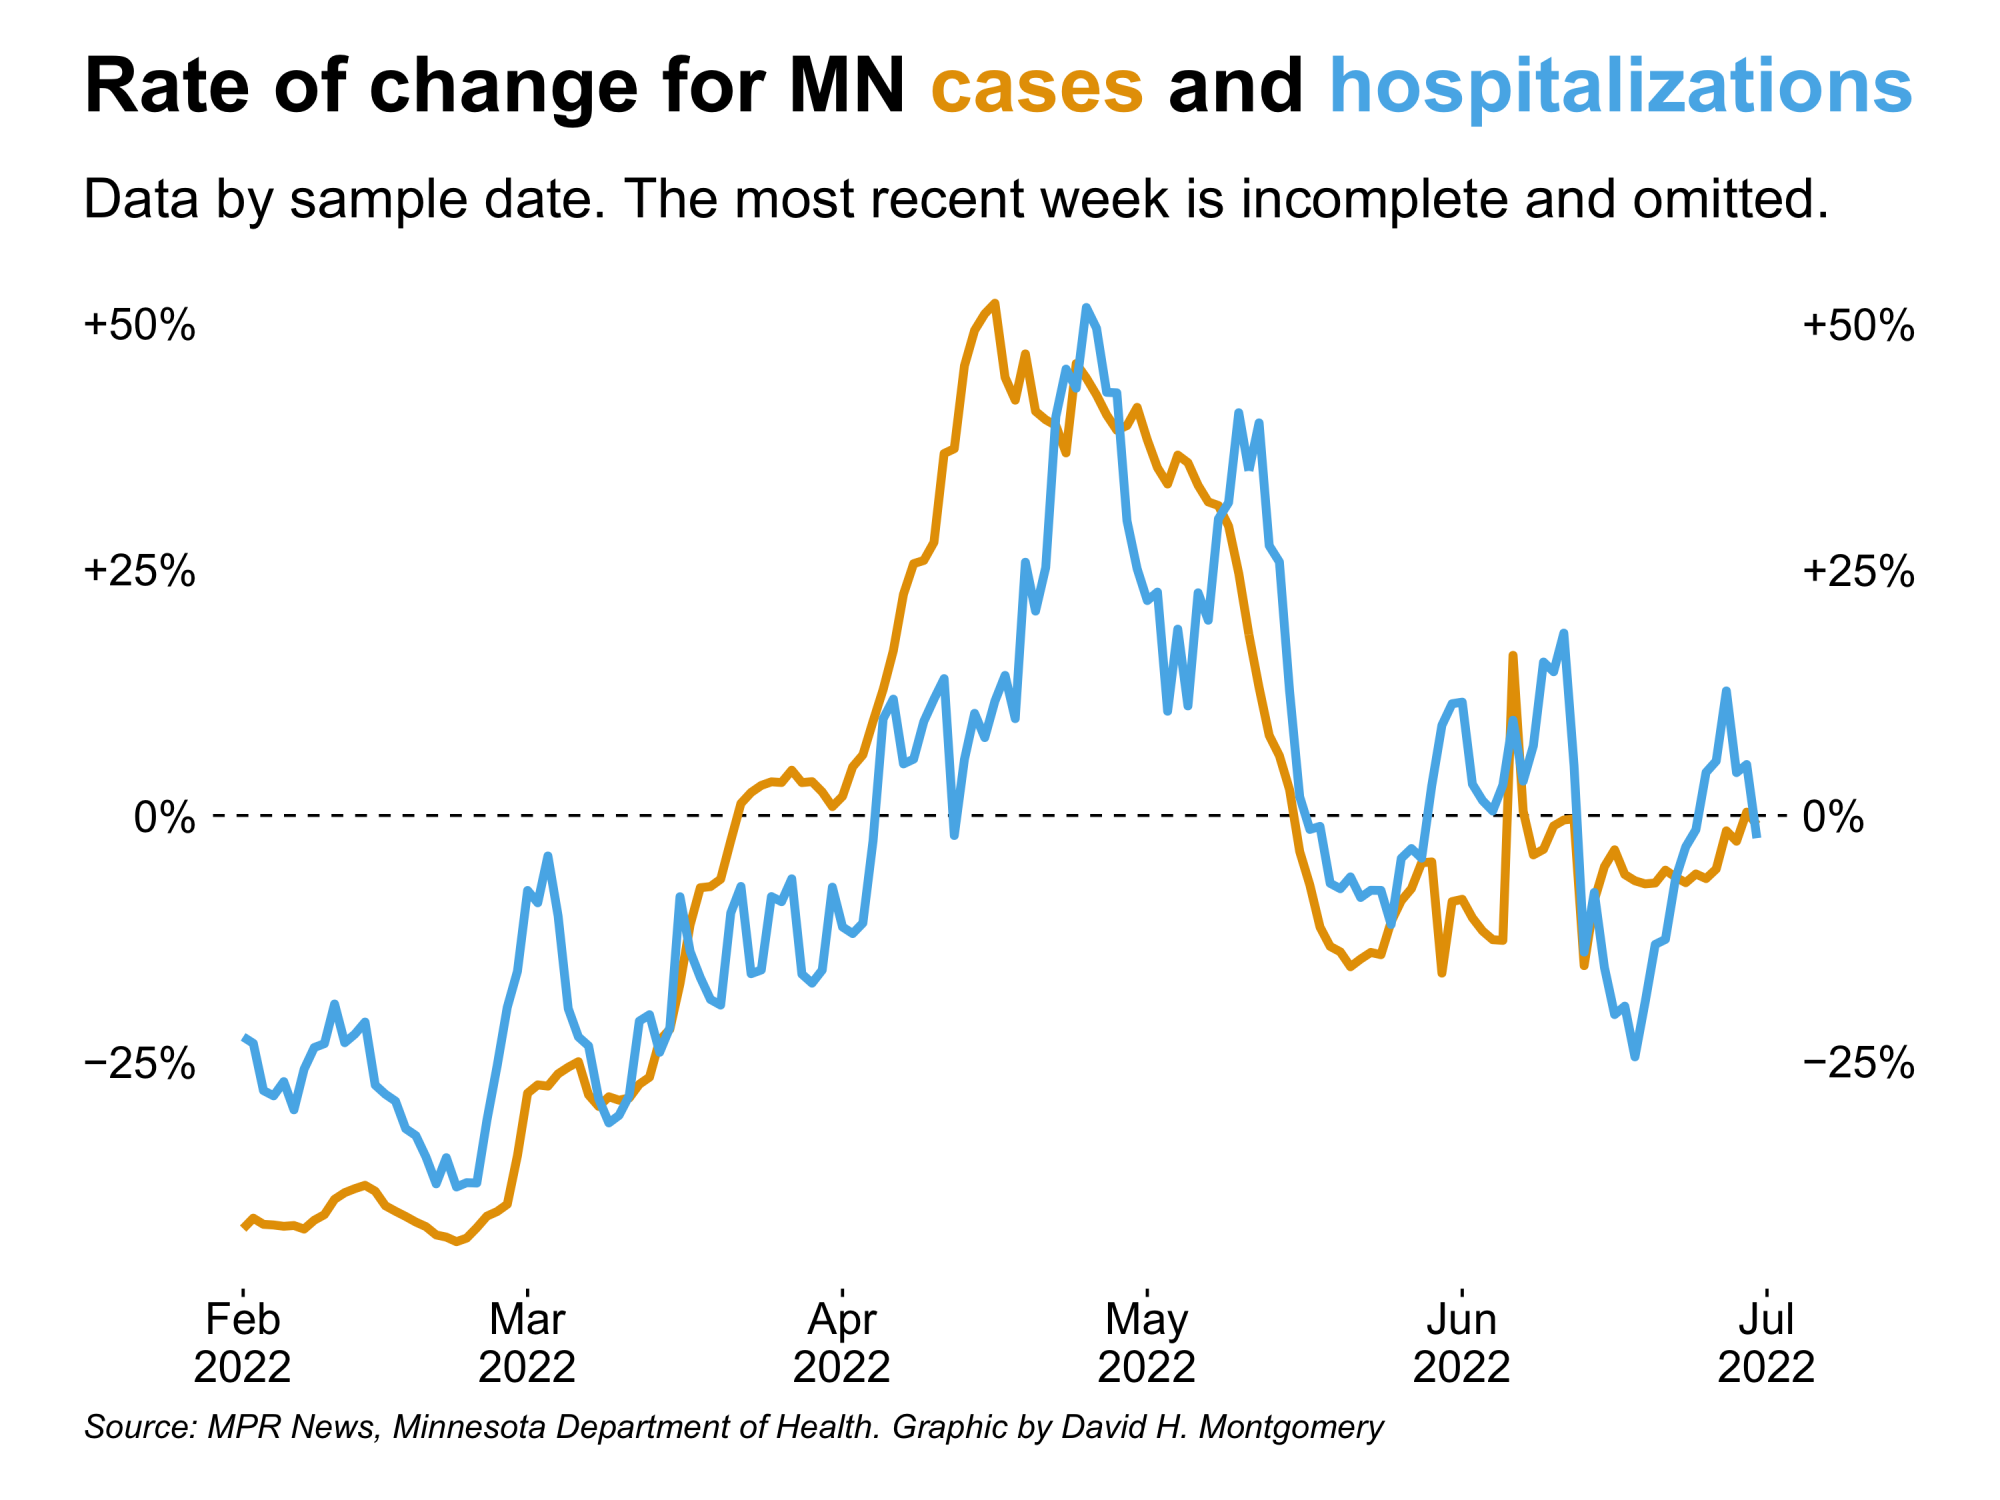 Rate of change for MN cases and hospitalizations
Data by sample date. The most recent week is incomplete and omitted.
+50% +50%
+25% +25%
0% 0%
−25% −25%
Feb Mar Apr May Jun Jul
2022 2022 2022 2022 2022 2022
Source: MPR News, Minnesota Department of Health. Graphic by David H. Montgomery